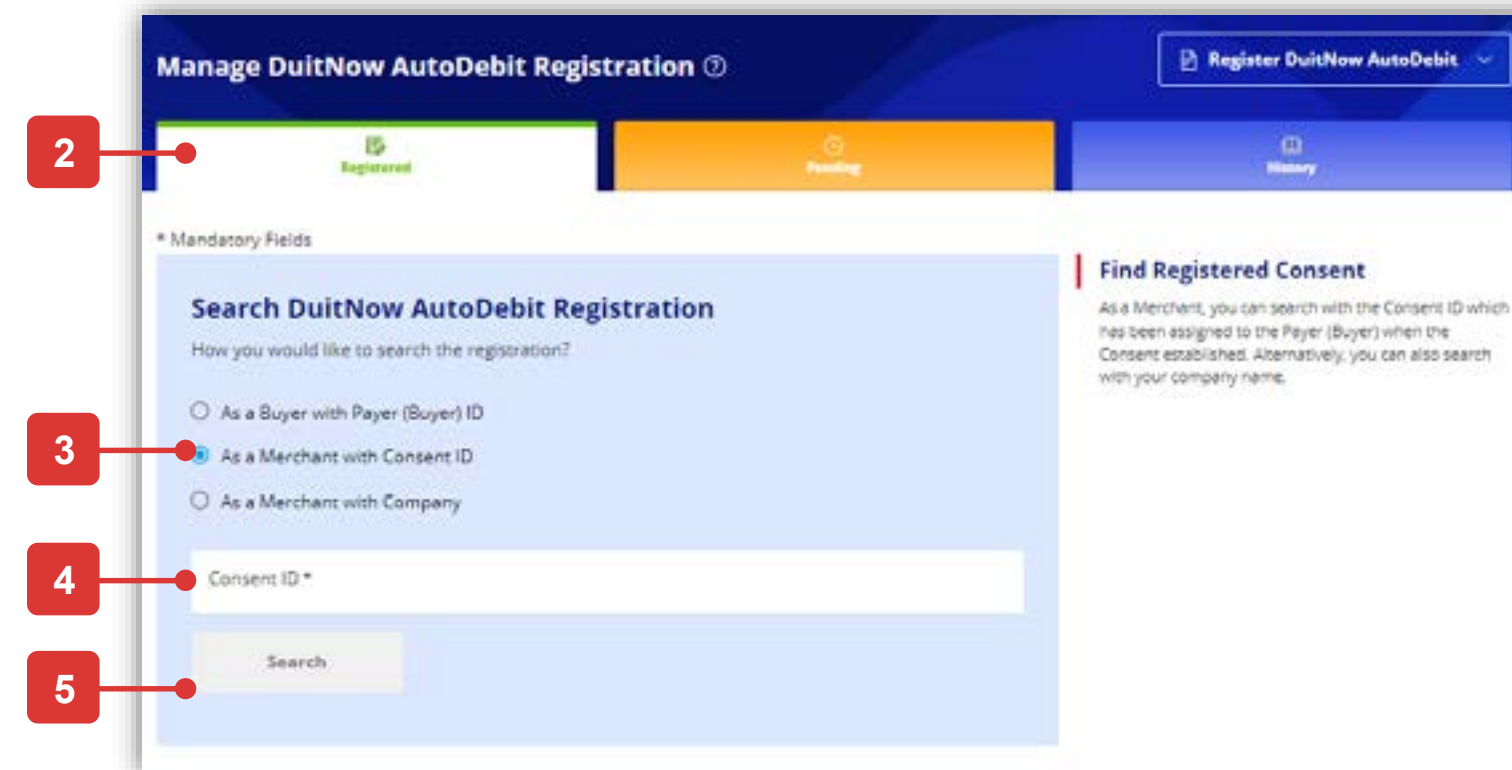 Manage DuitNow AutoDebit Registration ?
Register DuitNow AutoDebit
2
Registered
Pending
History
* Mandatory Fields
Search DuitNow AutoDebit Registration
How you would like to search the registration?
As a Buyer with Payer (Buyer) ID
3
As a Merchant with Consent ID
As a Merchant with Company
4
Consent ID *
Search
5
Find Registered Consent
As a Merchant, you can search with the Consent ID which
has been assigned to the Payer (Buyer) when the
Consent established. Alternatively, you can also search
with your company name.